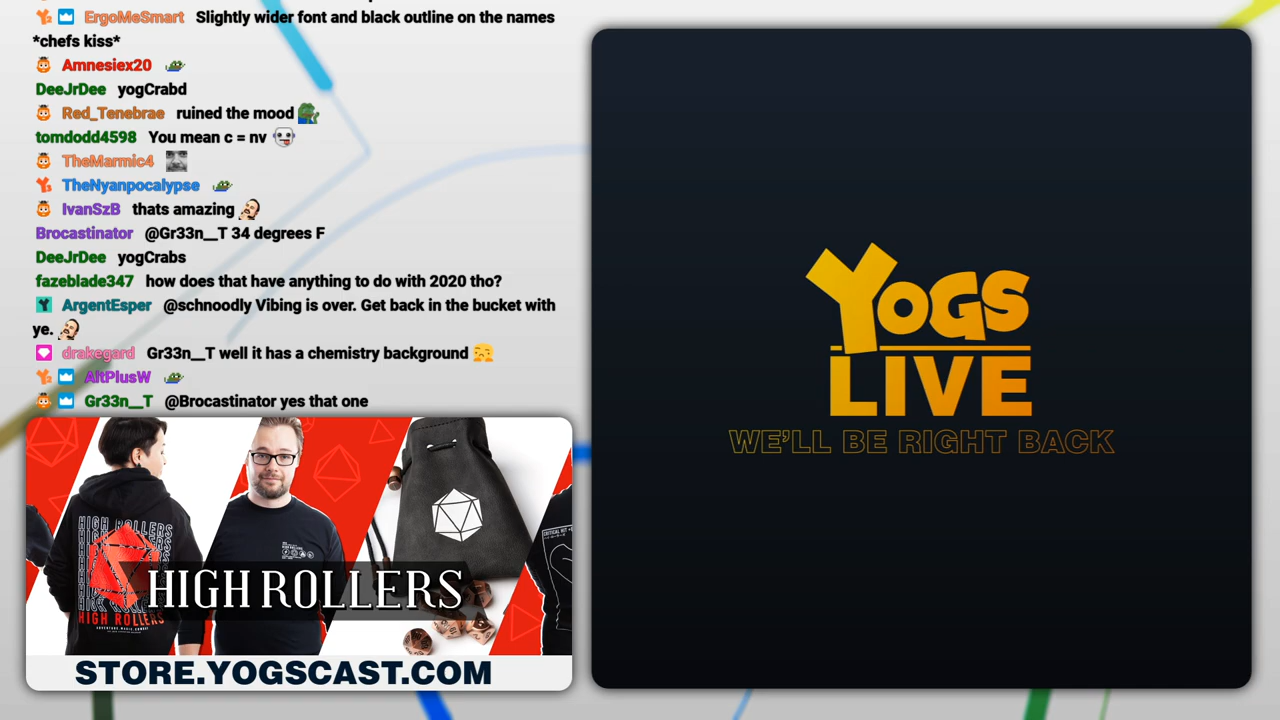 ErgoMeSmart Slightly wider font and black outline on the names
*chefs kiss*
Amnesiex20
DeeJrDee yogCrabd
Red_Tenebrae ruined the mood
tomdodd4598 You mean c = nv
TheMarmic4
TheNyanpocalypse
IvanSzB thats amazing
Brocastinator @Gr33n__T 34 degrees F
DeeJrDee yogCrabs
fazeblade347 how does that have anything to do with 2020 tho?
ArgentEsper @schnoodly Vibing is over. Get back in the bucket with
ye.
drakegard Gr33n__T well it has a chemistry background
AltPlusW
Gr33n__T @Brocastinator yes that one
HIGH ROLLERS
HIGH ROLLERS
HIGH ROLLERS
STORE.YOGSCAST.COM
YOGS
LIVE
WE'LL BE RIGHT BACK